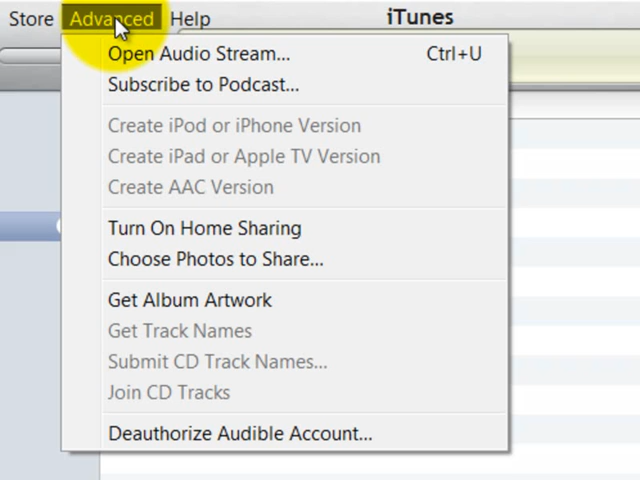 Store Advanced Help iTunes
Open Audio Stream... Ctrl+U
Subscribe to Podcast...
Create iPod or iPhone Version
Create iPad or Apple TV Version
Create AAC Version
Turn On Home Sharing
Choose Photos to Share...
Get Album Artwork
Get Track Names
Submit CD Track Names...
Join CD Tracks
Deauthorize Audible Account...